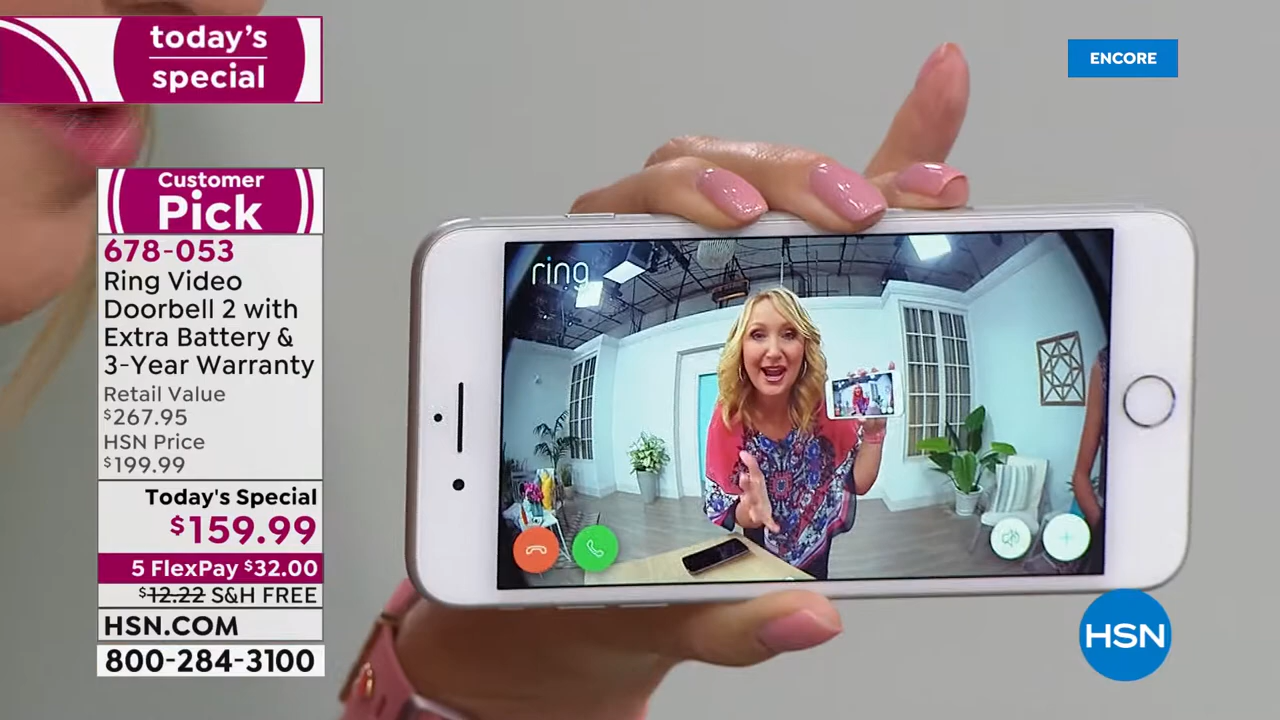 today's
special
ENCORE
Customer
Pick
678-053
Ring Video
Doorbell 2 with
Extra Battery &
3-Year Warranty
Retail Value
$267.95
HSN Price
$199.99
Today's Special
$159.99
5 FlexPay $32.00
$12.22 S&H FREE
HSN.COM
800-284-3100
ring
HSN